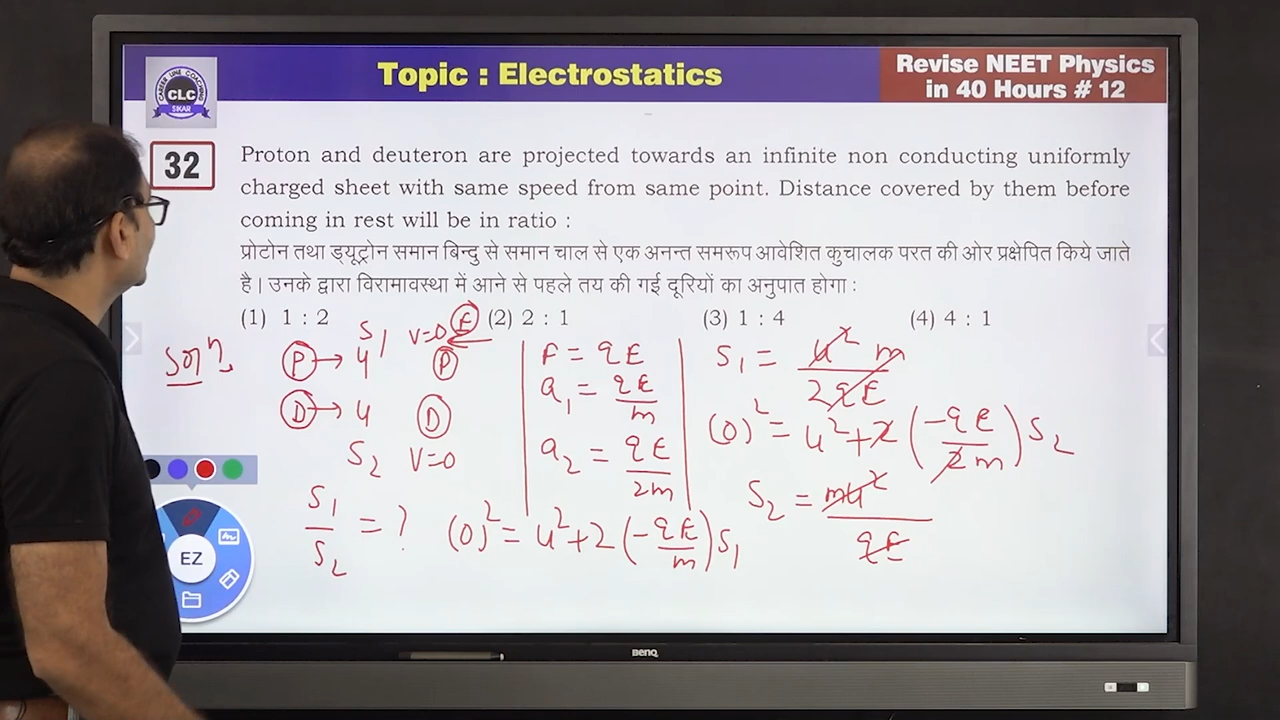 Topic : Electrostatics
Revise NEET Physics
in 40 Hours # 12
CAREER LINE COACHING
CLC
SIKAR
32
Proton and deuteron are projected towards an infinite non conducting uniformly
charged sheet with same speed from same point. Distance covered by them before
coming in rest will be in ratio :
प्रोटोन तथा ड्यूट्रोन समान बिन्दु से समान चाल से एक अनन्त समरूप आवेशित कुचालक परत की ओर प्रक्षेपित किये जाते
है। उनके द्वारा विरामावस्था में आने से पहले तय की गई दूरियों का अनुपात होगा :
(1) 1 : 2
(2) 2 : 1
(3) 1 : 4
(4) 4 : 1
Solⁿ.
P → u S₁ v=0 E P
D → u D
S₂ v=0
S₁/S₂ = ?
F = qE
a₁ = qE/m
a₂ = qE/2m
(0)² = u² + 2(-qE/m)S₁
S₁ = u²m/2qE
(0)² = u² + 2(-qE/2m)S₂
S₂ = mu²/qE
EZ
BenQ